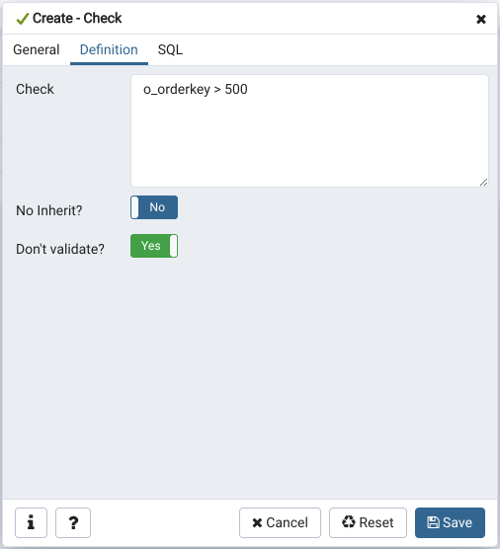 Create - Check
General Definition SQL
Check
o_orderkey > 500
No Inherit? No
Don't validate? Yes
i ? Cancel Reset Save